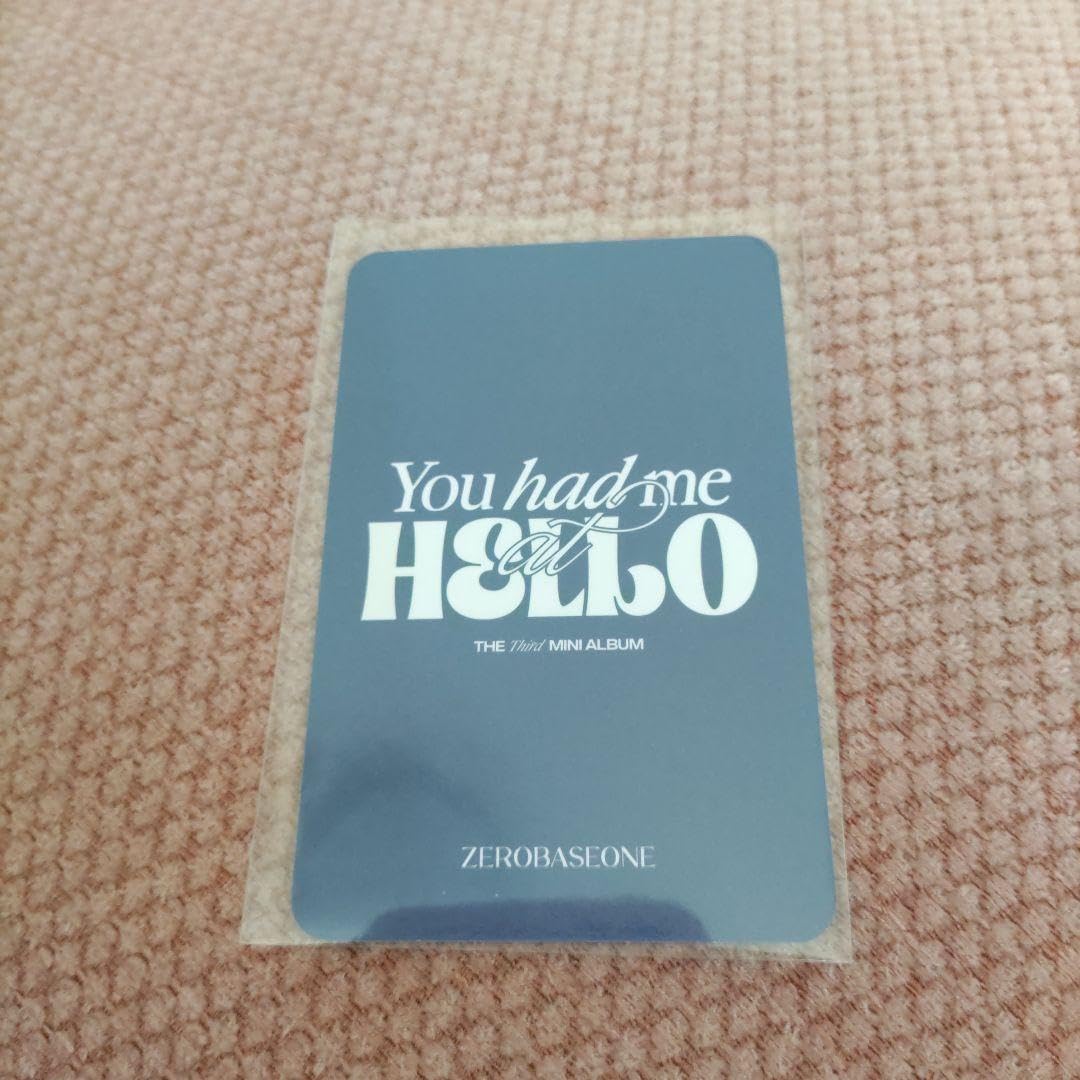 You had me
at
HELLO
THE Third MINI ALBUM
ZEROBASEONE